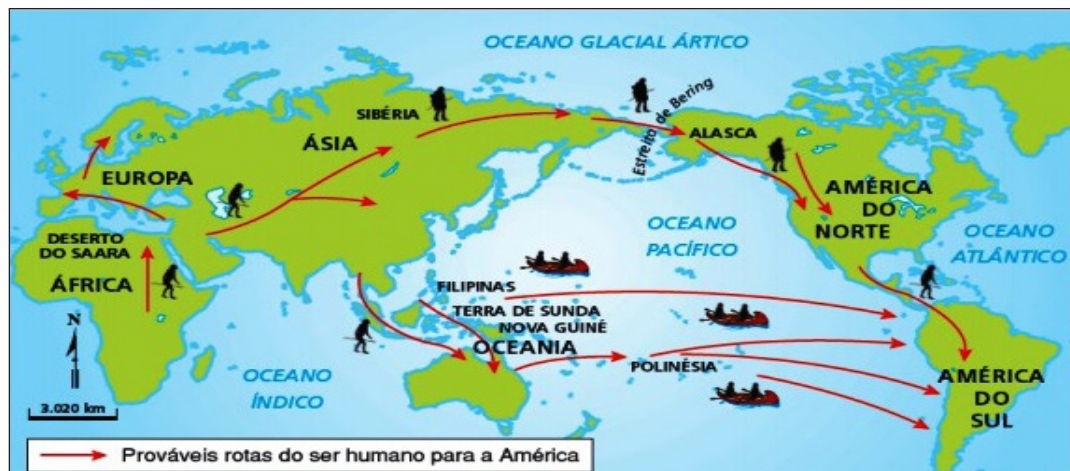 OCEANO GLACIAL ÁRTICO
SIBÉRIA
Estreito de Bering
ALASCA
ÁSIA
EUROPA
AMÉRICA
DO
NORTE
OCEANO
PACÍFICO
OCEANO
ATLÂNTICO
DESERTO
DO SAARA
ÁFRICA
FILIPINAS
TERRA DE SUNDA
NOVA GUINÉ
OCEANIA
N
OCEANO
ÍNDICO
POLINÉSIA
AMÉRICA
DO
SUL
3.020 km
Prováveis rotas do ser humano para a América